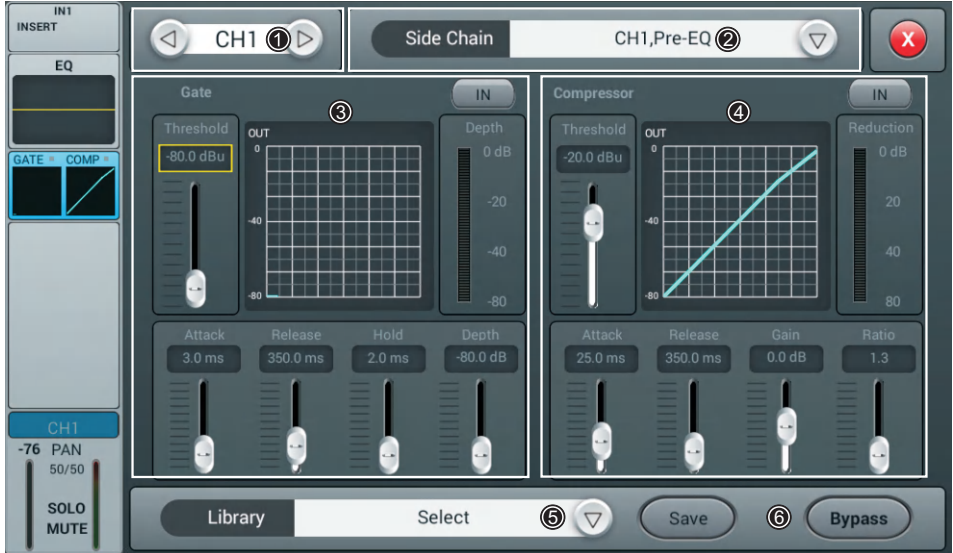 IN1
INSERT
EQ
GATE COMP
CH1
-76 PAN
50/50
SOLO
MUTE
CH1 ①
Side Chain CH1,Pre-EQ ②
X
Gate ③ IN
Threshold
-80.0 dBu
OUT
0
-40
-80
Depth
0 dB
-20
-40
-80
Attack Release Hold Depth
3.0 ms 350.0 ms 2.0 ms -80.0 dB
Compressor ④ IN
Threshold
-20.0 dBu
OUT
0
-40
-80
Reduction
0 dB
20
40
80
Attack Release Gain Ratio
25.0 ms 350.0 ms 0.0 dB 1.3
Library Select ⑤ Save ⑥ Bypass